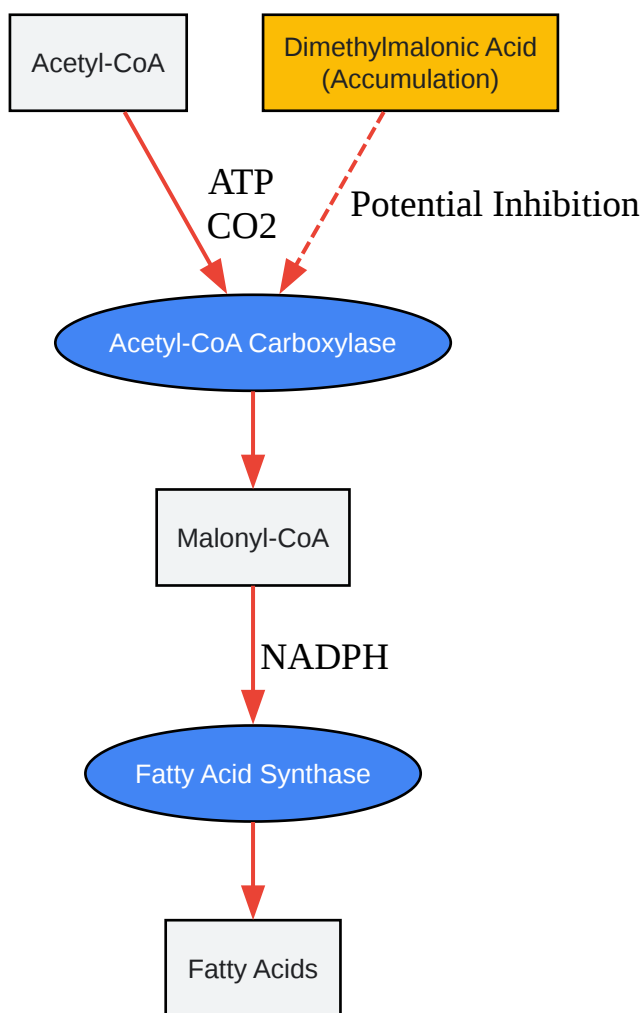 Acetyl-CoA
Dimethylmalonic Acid
(Accumulation)
ATP
CO2
Potential Inhibition
Acetyl-CoA Carboxylase
Malonyl-CoA
NADPH
Fatty Acid Synthase
Fatty Acids